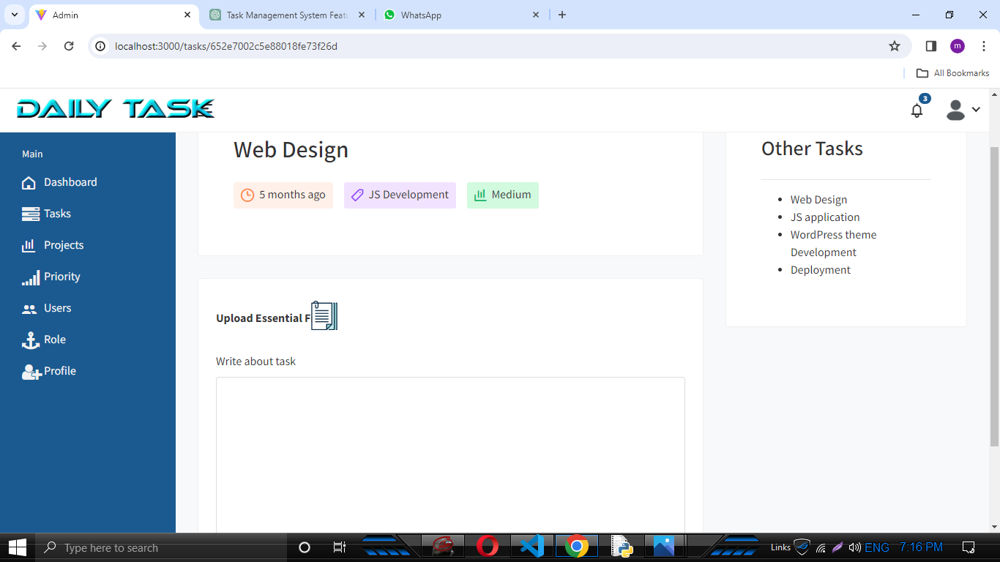 Admin
Task Management System Featu
WhatsApp
localhost:3000/tasks/652e7002c5e88018fe73f26d
m
All Bookmarks
DAILY TASK
3
Main
Dashboard
Tasks
Projects
Priority
Users
Role
Profile
Web Design
5 months ago
JS Development
Medium
Upload Essential F
Write about task
Other Tasks
Web Design
JS application
WordPress theme
Development
Deployment
Type here to search
Links
ENG
7:16 PM